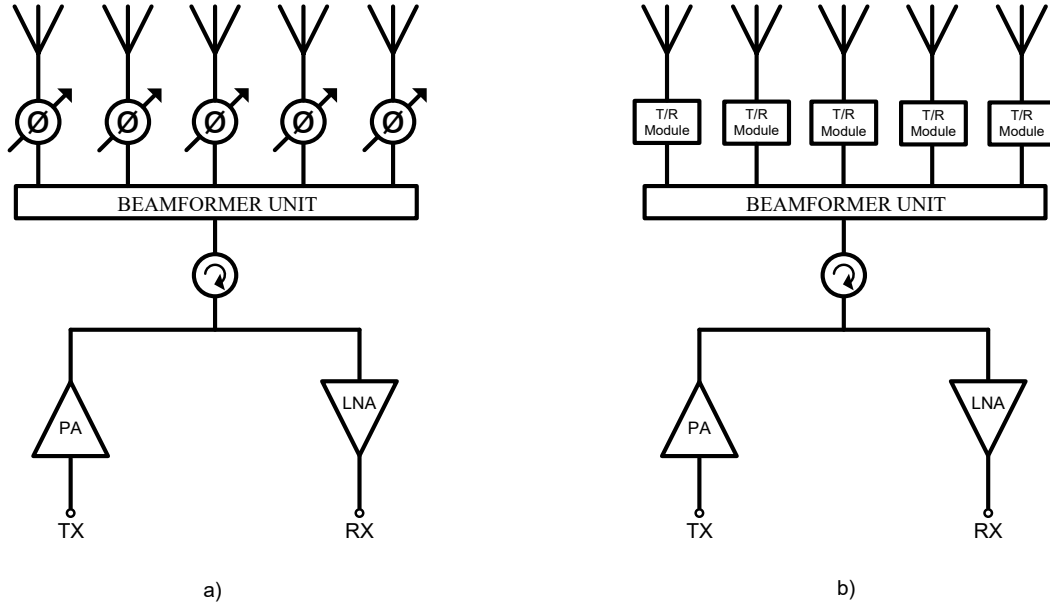 Ø Ø Ø Ø Ø
BEAMFORMER UNIT
PA
LNA
TX
RX
a)
T/R
Module
T/R
Module
T/R
Module
T/R
Module
T/R
Module
BEAMFORMER UNIT
PA
LNA
TX
RX
b)